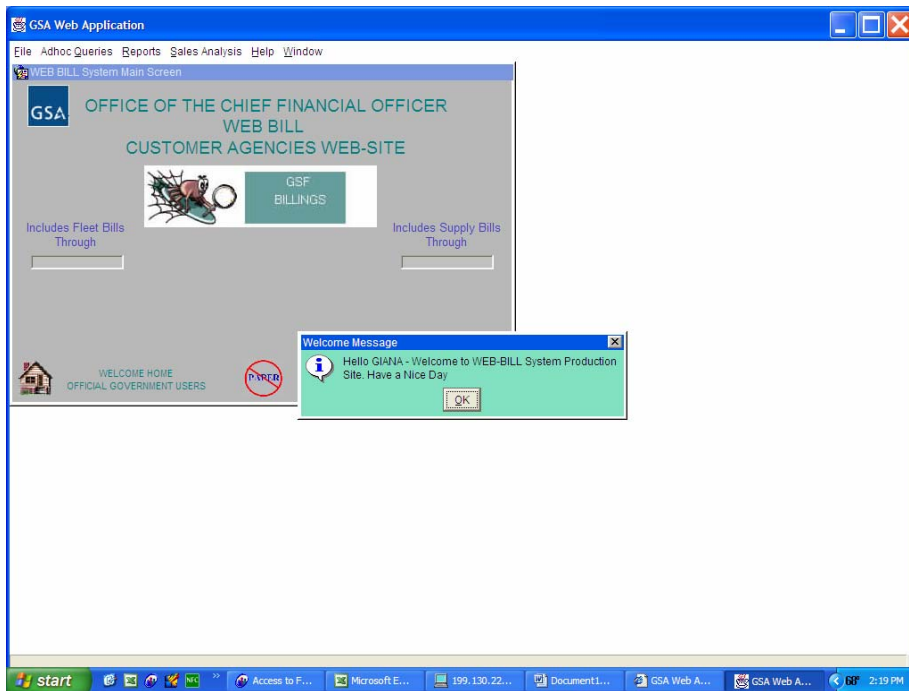 GSA Web Application
File Adhoc Queries Reports Sales Analysis Help Window
WEB BILL System Main Screen
GSA
OFFICE OF THE CHIEF FINANCIAL OFFICER
WEB BILL
CUSTOMER AGENCIES WEB-SITE
GSF
BILLINGS
Includes Fleet Bills
Through
Includes Supply Bills
Through
Welcome Message
Hello GIANA - Welcome to WEB-BILL System Production
Site. Have a Nice Day
OK
WELCOME HOME
OFFICIAL GOVERNMENT USERS
PAPER
start
NFC
Access to F...
Microsoft E...
199.130.22...
Document1...
GSA Web A...
GSA Web A...
68°
2:19 PM